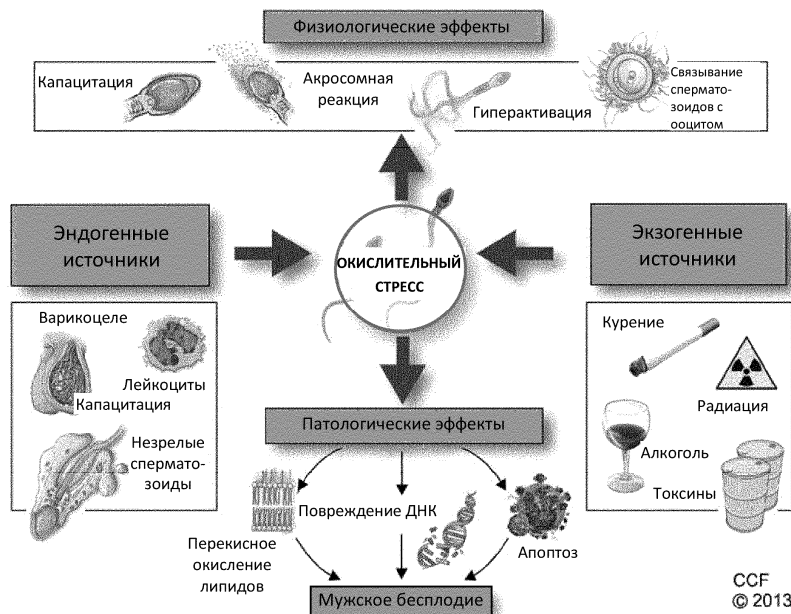 Физиологические эффекты
Капацитация
Акросомная
реакция
Гиперактивация
Связывание
спермато-
зоидов с
ооцитом
Эндогенные
источники
ОКИСЛИТЕЛЬНЫЙ
СТРЕСС
Экзогенные
источники
Варикоцеле
Лейкоциты
Капацитация
Незрелые
спермато-
зоиды
Курение
Радиация
Алкоголь
Токсины
Патологические эффекты
Повреждение ДНК
Перекисное
окисление
липидов
Апоптоз
Мужское бесплодие
CCF
© 2013